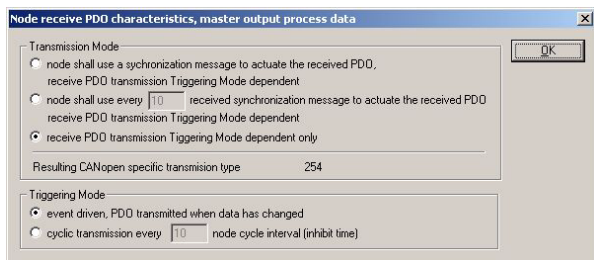 Node receive PDO characteristics, master output process data
Transmission Mode
OK
node shall use a sychronization message to actuate the received PDO,
receive PDO transmission Triggering Mode dependent
node shall use every 10 received synchronization message to actuate the received PDO
receive PDO transmission Triggering Mode dependent
receive PDO transmission Tiggering Mode dependent only
Resulting CANopen specific transmision type 254
Triggering Mode
event driven, PDO transmitted when data has changed
cyclic transmission every 10 node cycle interval (inhibit time)